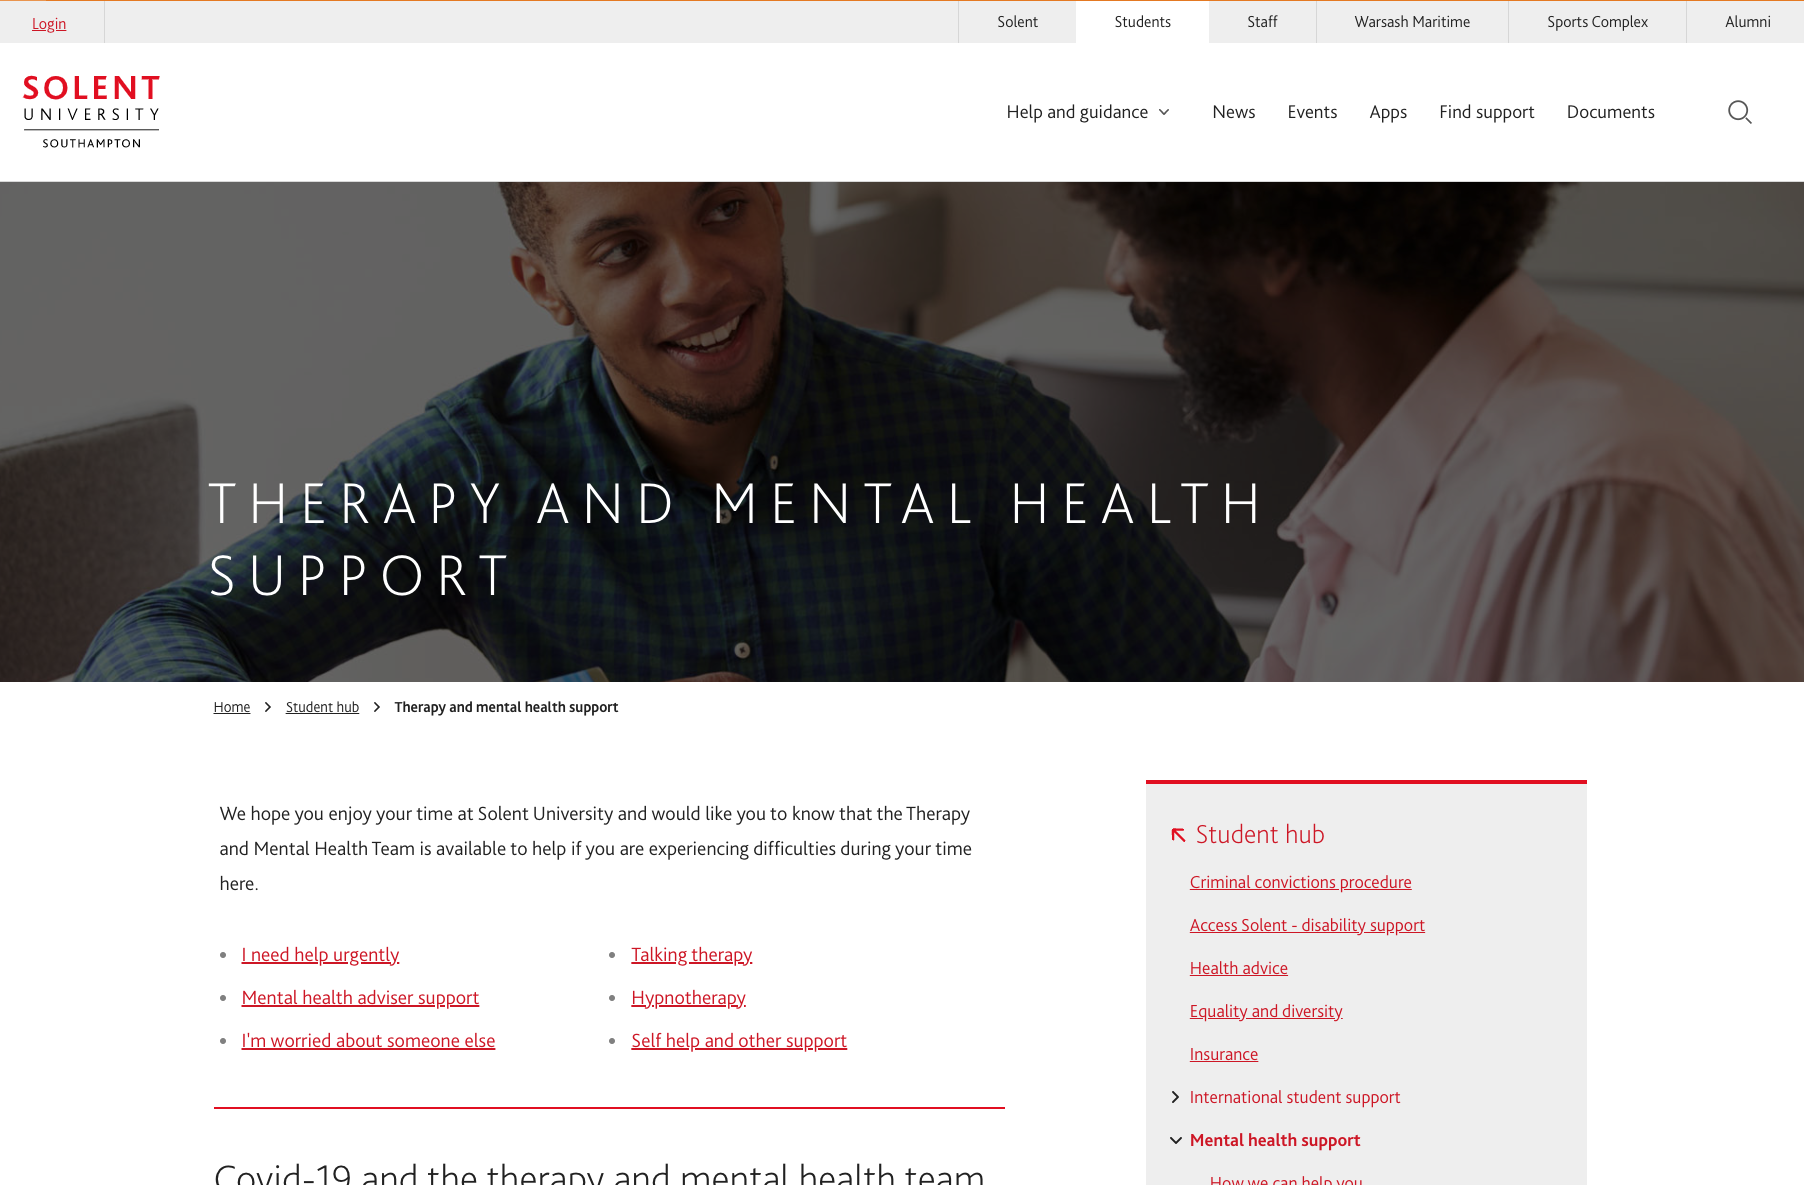 Login
Solent
Students
Staff
Warsash Maritime
Sports Complex
Alumni
SOLENT
UNIVERSITY
SOUTHAMPTON
Help and guidance
News
Events
Apps
Find support
Documents
THERAPY AND MENTAL HEALTH
SUPPORT
Home
Student hub
Therapy and mental health support
We hope you enjoy your time at Solent University and would like you to know that the Therapy
and Mental Health Team is available to help if you are experiencing difficulties during your time
here.
I need help urgently
Mental health adviser support
I'm worried about someone else
Talking therapy
Hypnotherapy
Self help and other support
Covid-19 and the therapy and mental health team
Student hub
Criminal convictions procedure
Access Solent - disability support
Health advice
Equality and diversity
Insurance
International student support
Mental health support
How we can help you